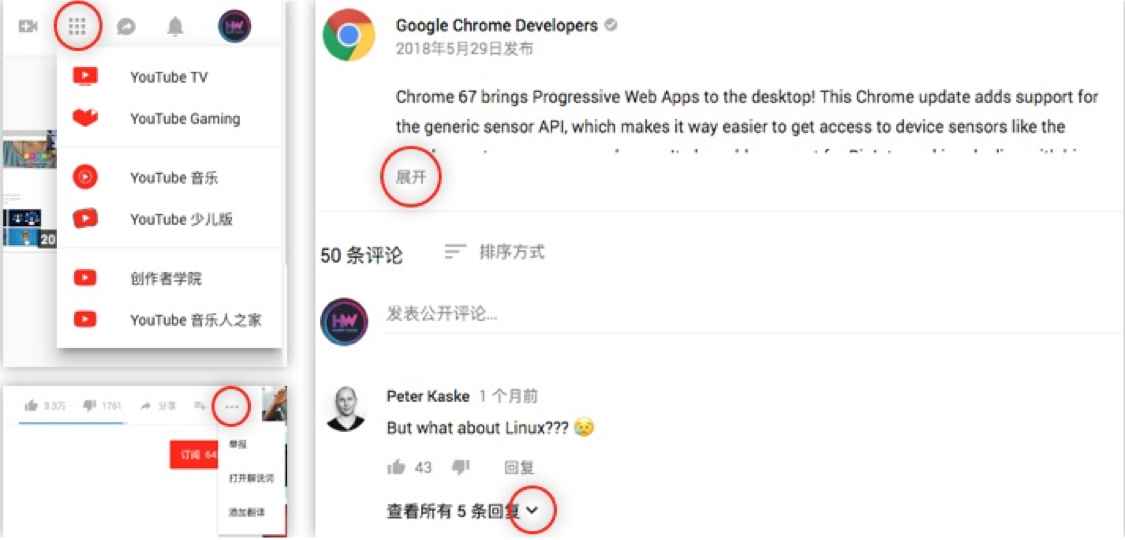 HW
YouTube TV
YouTube Gaming
YouTube 音乐
YouTube 少儿版
创作者学院
YouTube 音乐人之家
20
3.3万
1761
分享
订阅 64
举报
打开解说词
添加翻译
Google Chrome Developers
2018年5月29日发布
Chrome 67 brings Progressive Web Apps to the desktop! This Chrome update adds support for
the generic sensor API, which makes it way easier to get access to device sensors like the
展开
50 条评论
排序方式
HW
发表公开评论...
Peter Kaske 1 个月前
But what about Linux??? 😢
43
回复
查看所有 5 条回复